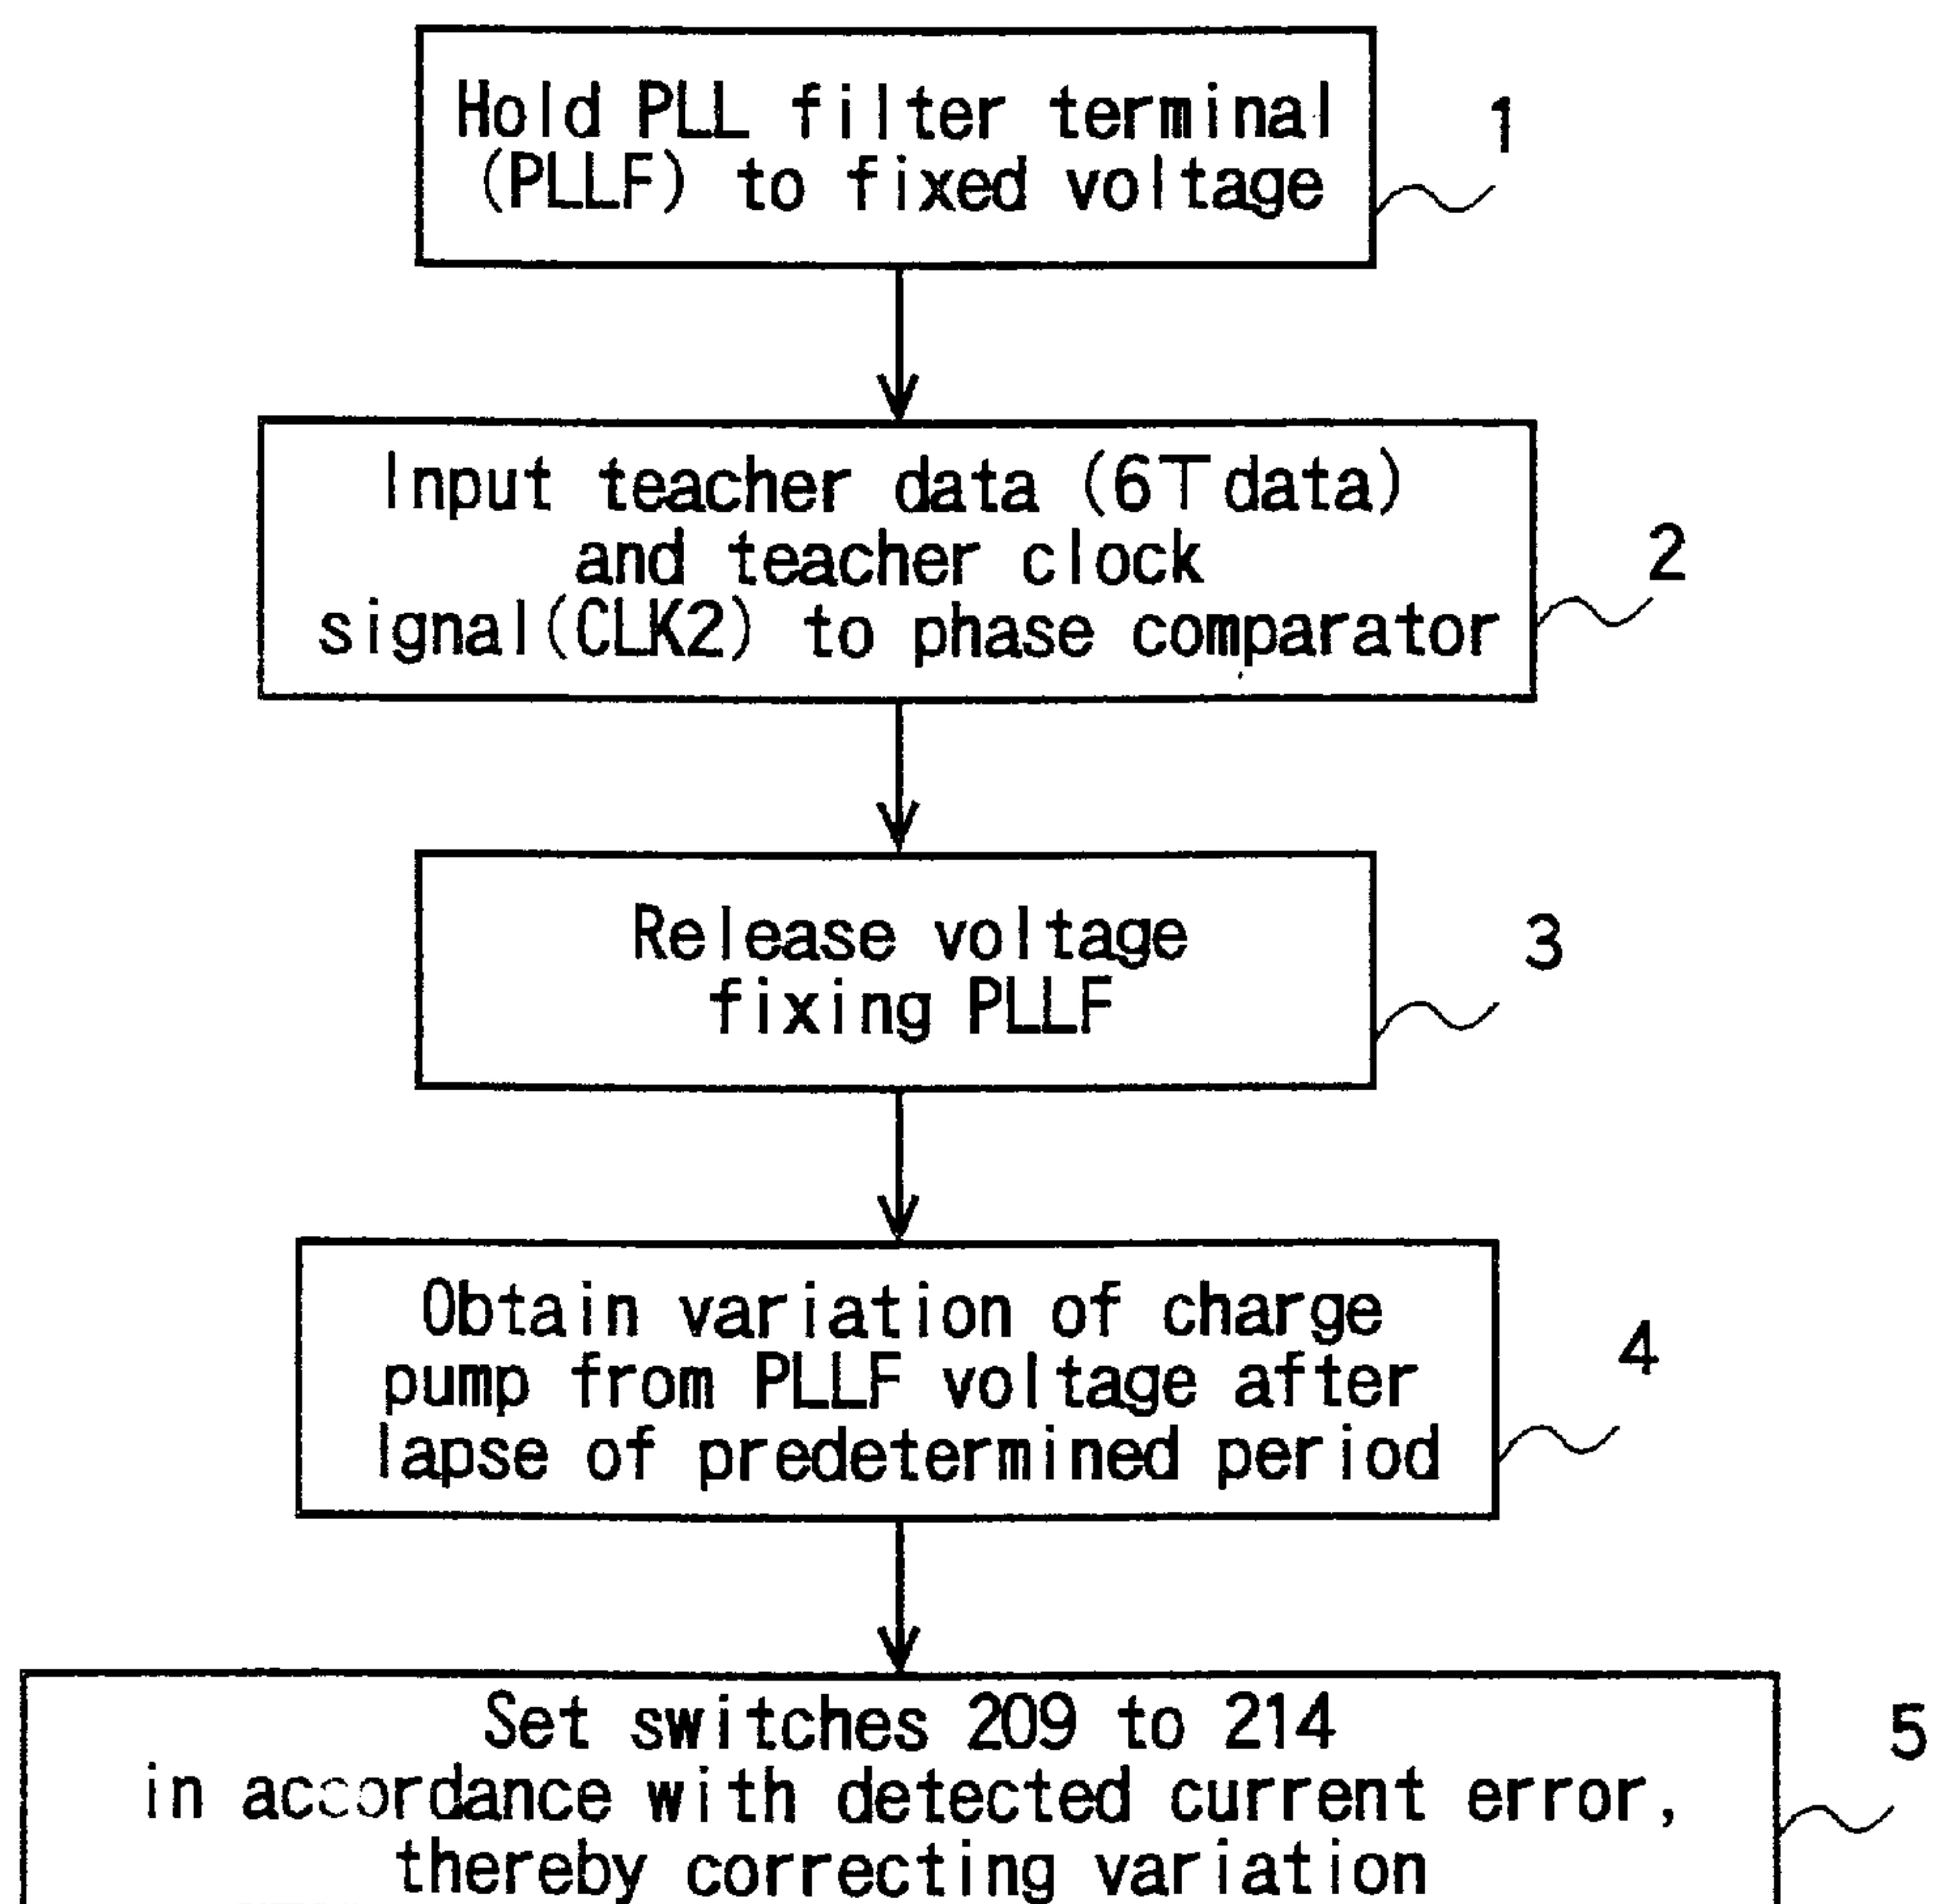 Hold PLL filter terminal
(PLLF) to fixed voltage
1
Input teacher data (6T data)
and teacher clock
signal(CLK2) to phase comparator
2
Release voltage
fixing PLLF
3
Obtain variation of charge
pump from PLLF voltage after
lapse of predetermined period
4
Set switches 209 to 214
in accordance with detected current error,
thereby correcting variation
5